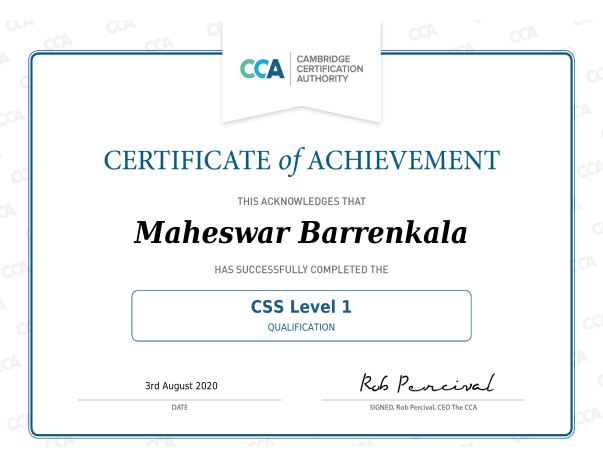 CCA CAMBRIDGE
CERTIFICATION
AUTHORITY
CERTIFICATE of ACHIEVEMENT
THIS ACKNOWLEDGES THAT
Maheswar Barrenkala
HAS SUCCESSFULLY COMPLETED THE
CSS Level 1
QUALIFICATION
3rd August 2020
Rob Percival
DATE
SIGNED, Rob Percival, CEO The CCA